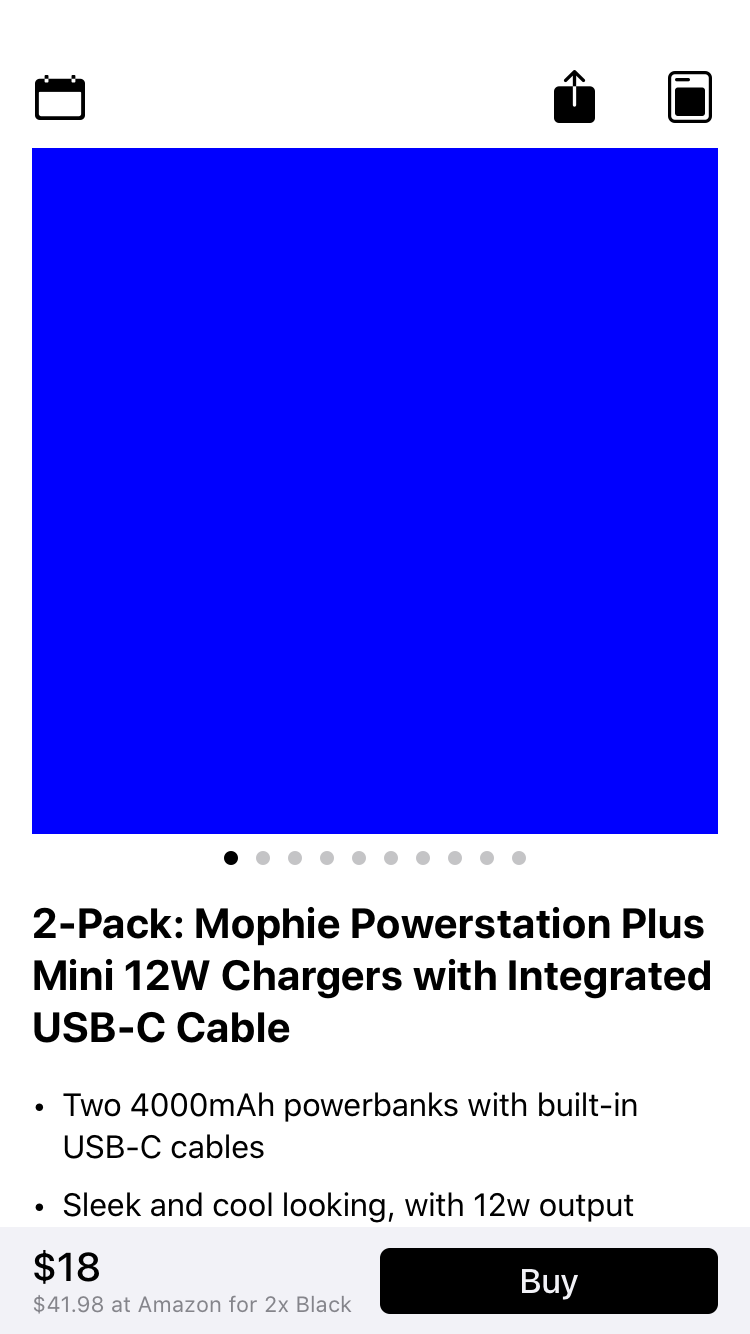 2-Pack: Mophie Powerstation Plus
Mini 12W Chargers with Integrated
USB-C Cable
• Two 4000mAh powerbanks with built-in
USB-C cables
• Sleek and cool looking, with 12w output
$18
$41.98 at Amazon for 2x Black
Buy